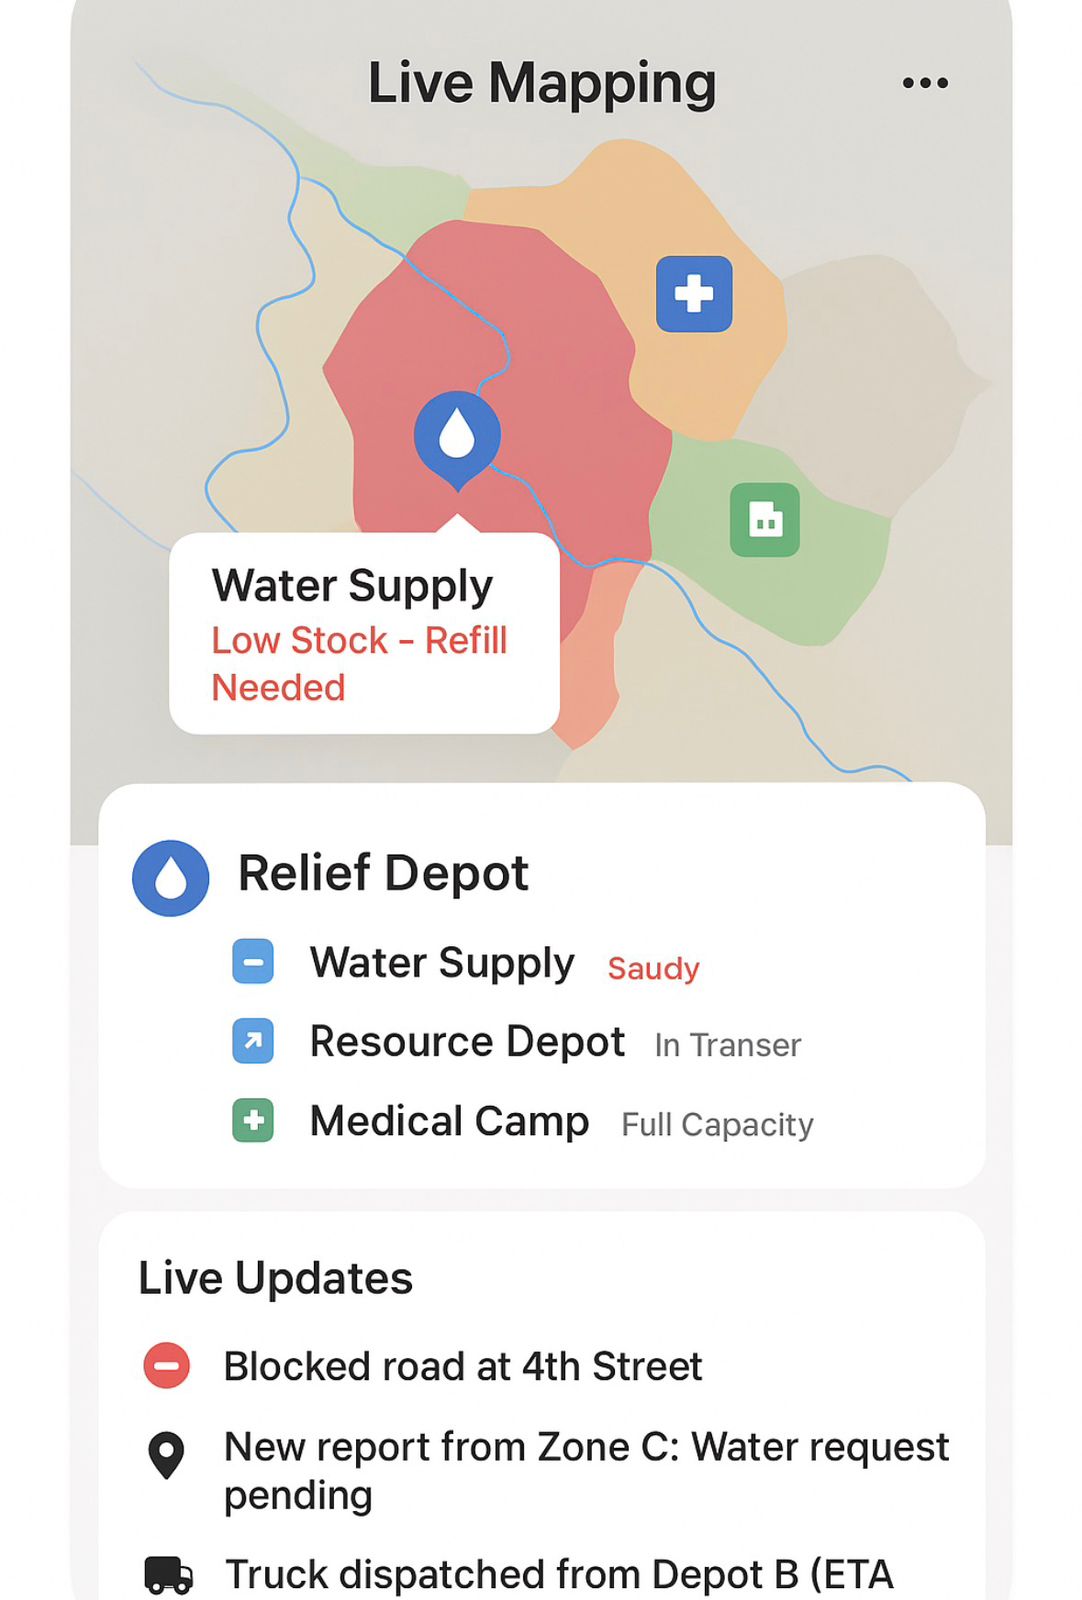 Live Mapping
Water Supply
Low Stock – Refill
Needed
Relief Depot
Water Supply Saudy
Resource Depot In Transer
Medical Camp Full Capacity
Live Updates
Blocked road at 4th Street
New report from Zone C: Water request
pending
Truck dispatched from Depot B (ETA